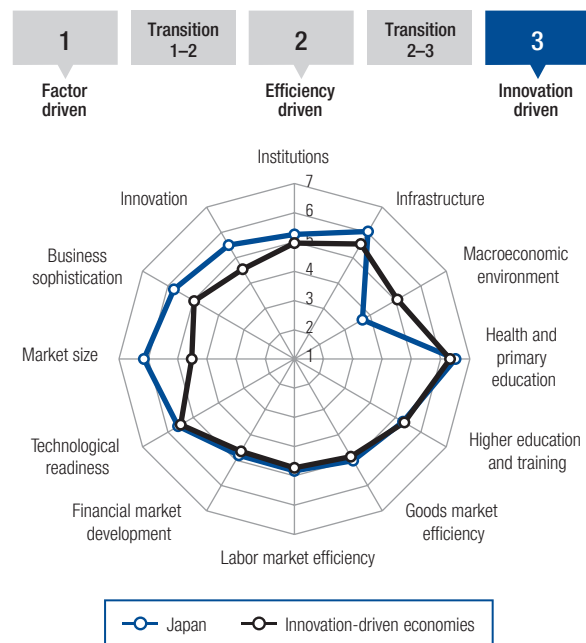 1
Transition
1–2
2
Transition
2–3
3
Factor
driven
Efficiency
driven
Innovation
driven
Institutions
7
6
5
4
3
2
1
Infrastructure
Macroeconomic
environment
Health and
primary
education
Higher education
and training
Goods market
efficiency
Labor market efficiency
Financial market
development
Technological
readiness
Market size
Business
sophistication
Innovation
Japan
Innovation-driven economies